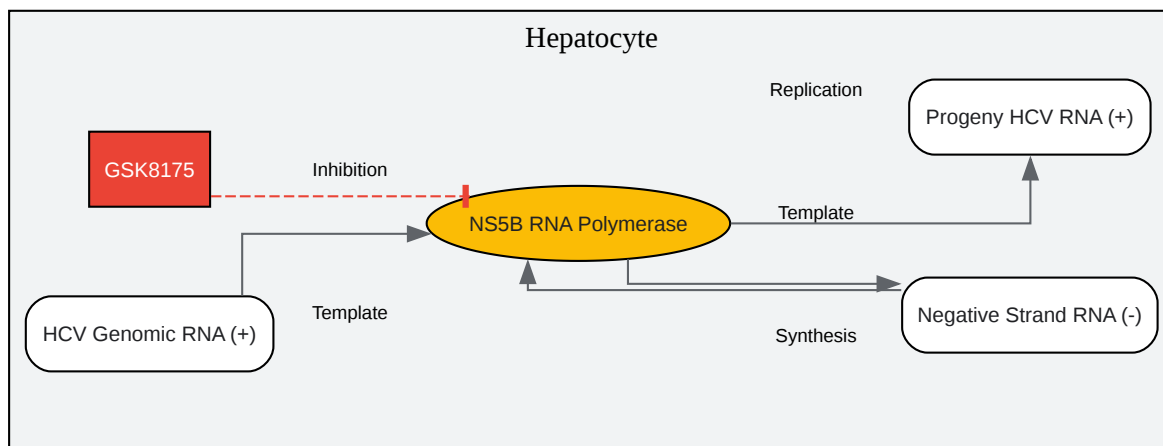 Hepatocyte
Replication
Progeny HCV RNA (+)
GSK8175
Inhibition
Template
NS5B RNA Polymerase
HCV Genomic RNA (+)
Template
Negative Strand RNA (-)
Synthesis